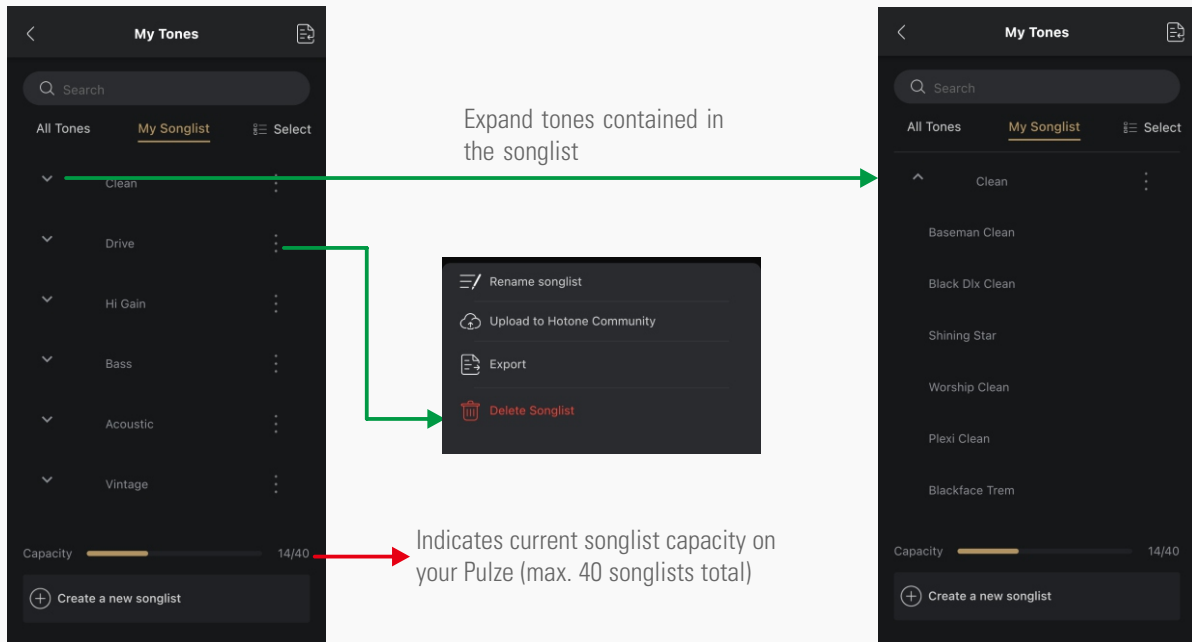 My Tones
Search
All Tones My Songlist Select
Clean
Drive
Hi Gain
Bass
Acoustic
Vintage
Capacity 14/40
Create a new songlist
Expand tones contained in
the songlist
Rename songlist
Upload to Hotone Community
Export
Delete Songlist
Indicates current songlist capacity on
your Pulze (max. 40 songlists total)
My Tones
Search
All Tones My Songlist Select
Clean
Baseman Clean
Black Dlx Clean
Shining Star
Worship Clean
Plexi Clean
Blackface Trem
Capacity 14/40
Create a new songlist